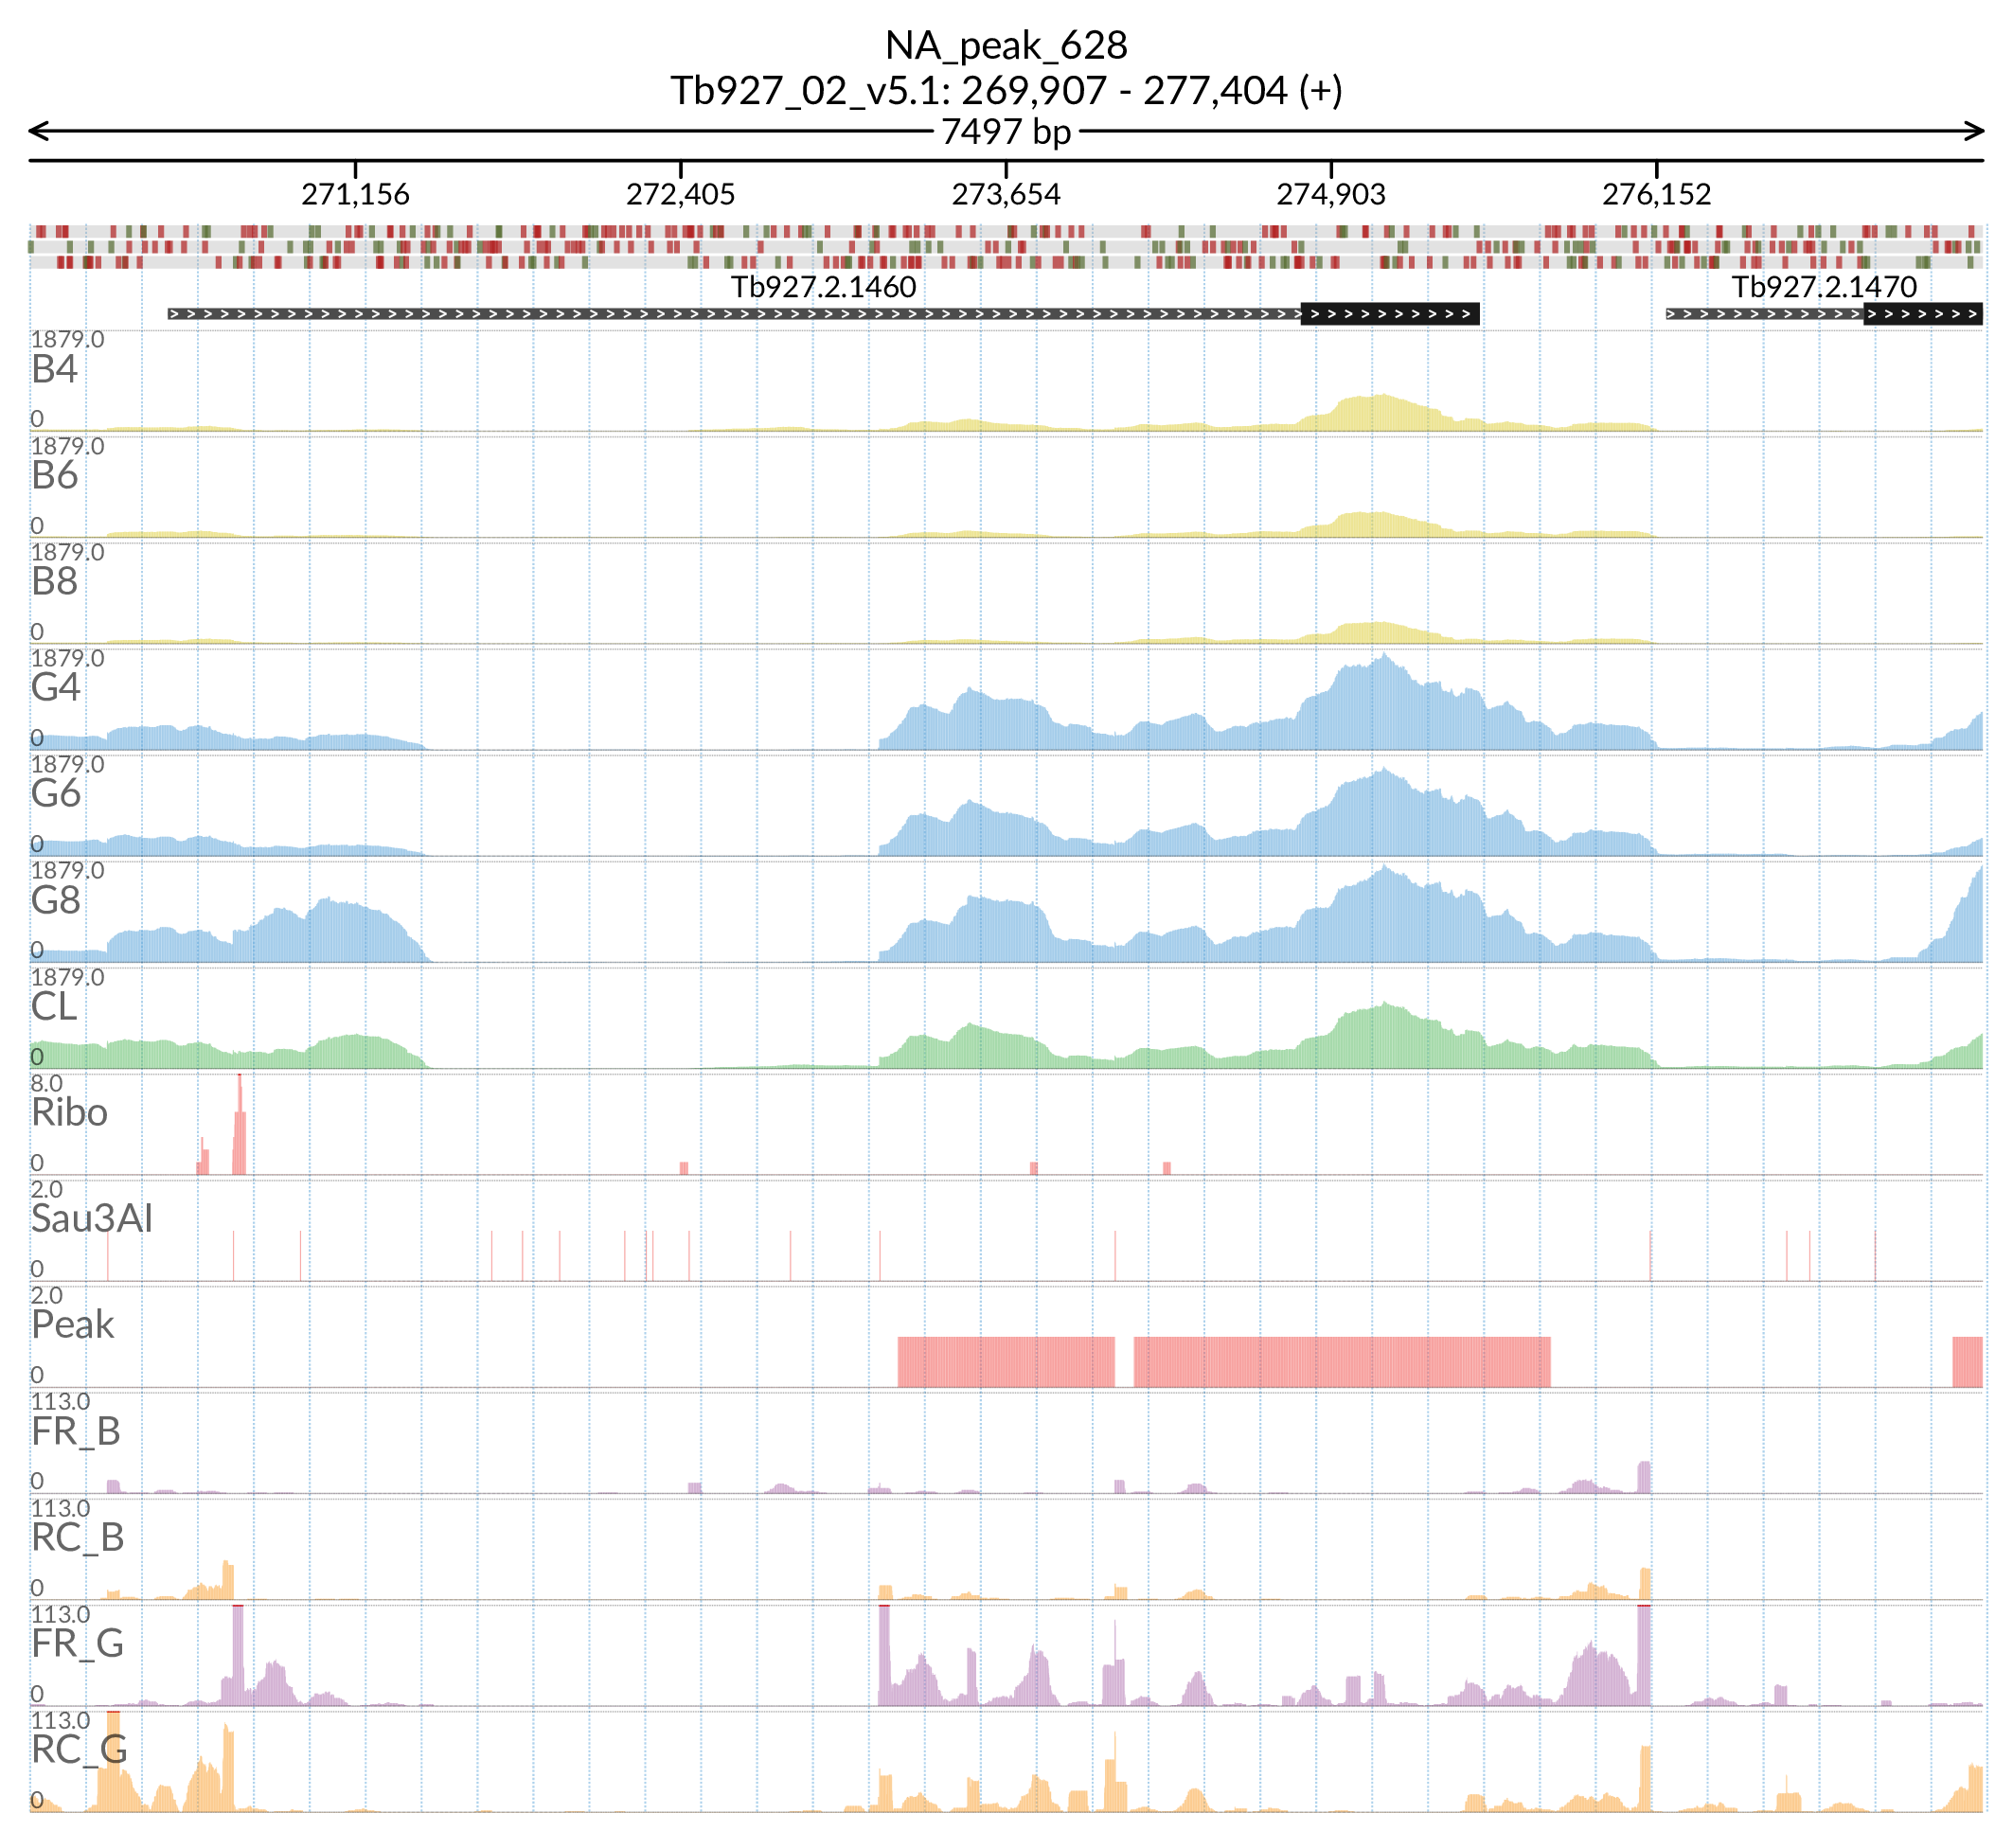 NA_peak_628
Tb927_02_v5.1: 269,907 - 277,404 (+)
7497 bp
271,156 272,405 273,654 274,903 276,152
Tb927.2.1460 Tb927.2.1470
1879.0
B4
0
1879.0
B6
0
1879.0
B8
0
1879.0
G4
0
1879.0
G6
0
1879.0
G8
0
1879.0
CL
0
8.0
Ribo
0
2.0
Sau3AI
0
2.0
Peak
0
113.0
FR_B
0
113.0
RC_B
0
113.0
FR_G
0
113.0
RC_G
0